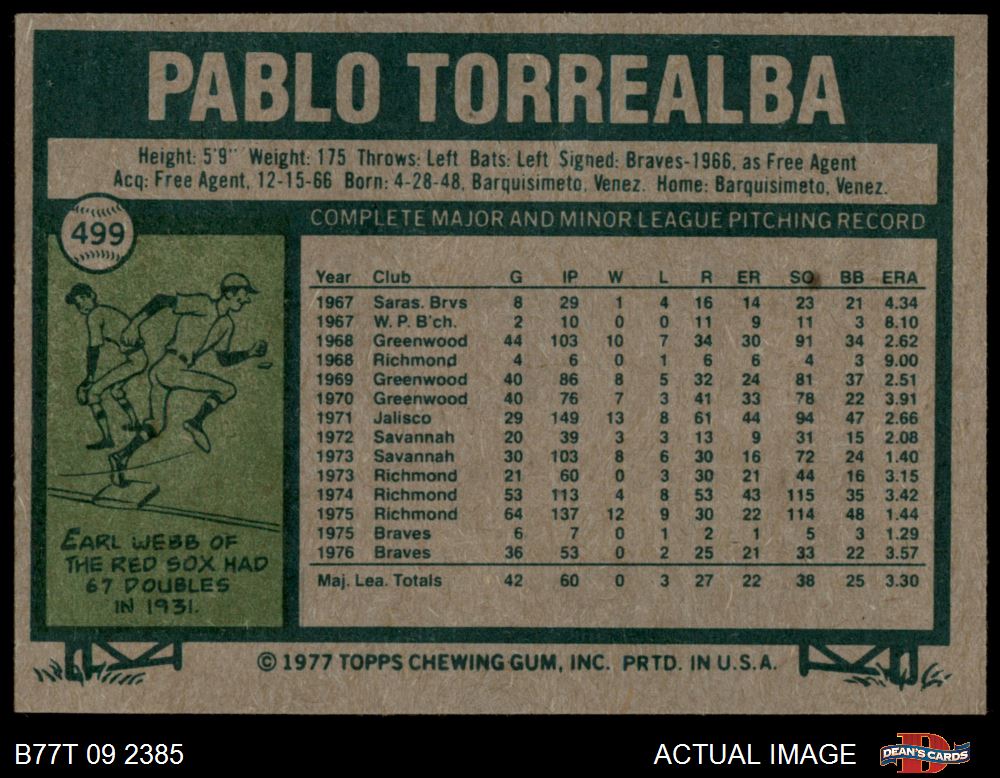 PABLO TORREALBA
Height: 5'9" Weight: 175 Throws: Left Bats: Left Signed: Braves-1966, as Free Agent
Acq: Free Agent, 12-15-66 Born: 4-28-48, Barquisimeto, Venez. Home: Barquisimeto, Venez.
499
COMPLETE MAJOR AND MINOR LEAGUE PITCHING RECORD
Year Club G IP W L R ER SO BB ERA
1967 Saras. Brvs 8 29 1 4 16 14 23 21 4.34
1967 W. P. B'ch. 2 10 0 0 11 9 11 3 8.10
1968 Greenwood 44 103 10 7 34 30 91 34 2.62
1968 Richmond 4 6 0 1 6 6 4 3 9.00
1969 Greenwood 40 86 8 5 32 24 81 37 2.51
1970 Greenwood 40 76 7 3 41 33 78 22 3.91
1971 Jalisco 29 149 13 8 61 44 94 47 2.66
1972 Savannah 20 39 3 3 13 9 31 15 2.08
1973 Savannah 30 103 8 6 30 16 72 24 1.40
1973 Richmond 21 60 0 3 30 21 44 16 3.15
1974 Richmond 53 113 4 8 53 43 115 35 3.42
1975 Richmond 64 137 12 9 30 22 114 48 1.44
1975 Braves 6 7 0 1 2 1 5 3 1.29
1976 Braves 36 53 0 2 25 21 33 22 3.57
Maj. Lea. Totals 42 60 0 3 27 22 38 25 3.30
EARL WEBB OF
THE RED SOX HAD
67 DOUBLES
IN 1931.
© 1977 TOPPS CHEWING GUM, INC. PRTD. IN U.S.A.
B77T 09 2385
ACTUAL IMAGE
D
DEAN'S CARDS